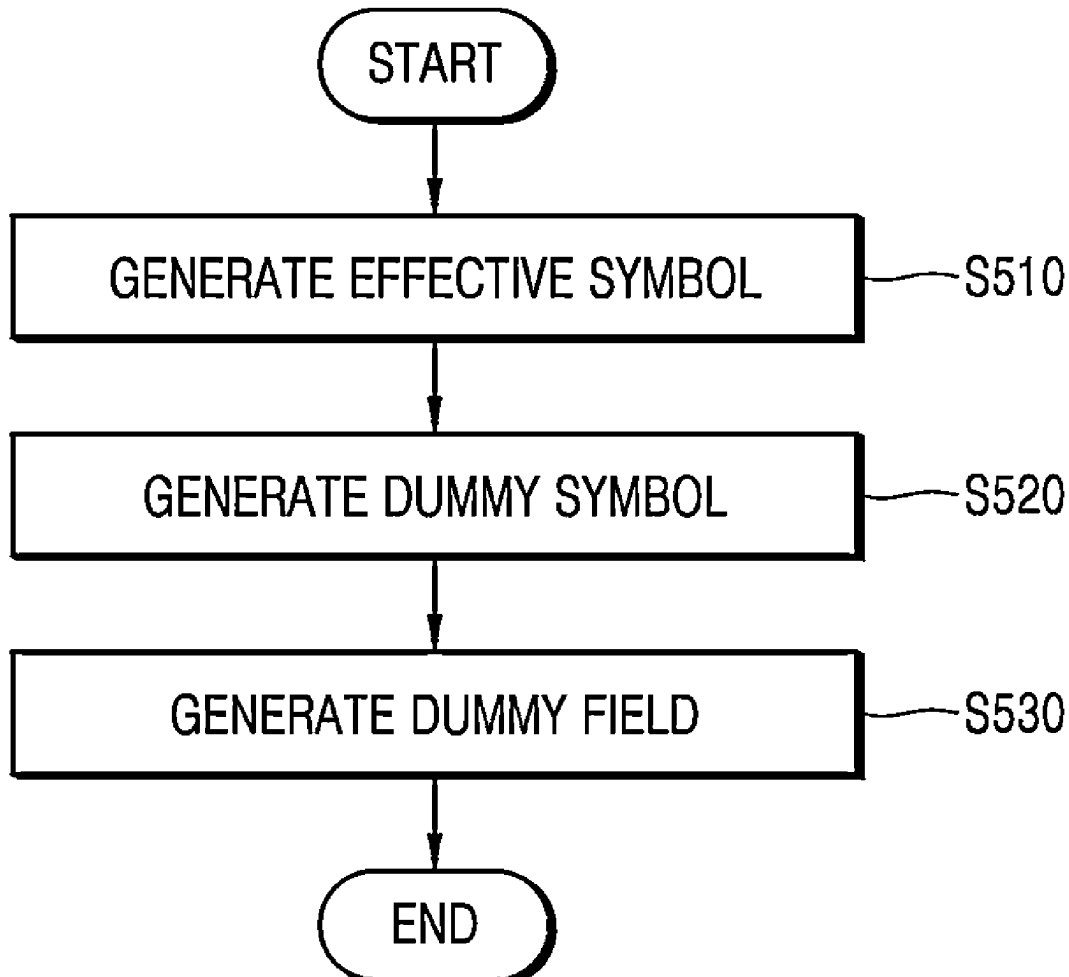 START
GENERATE EFFECTIVE SYMBOL
S510
GENERATE DUMMY SYMBOL
S520
GENERATE DUMMY FIELD
S530
END